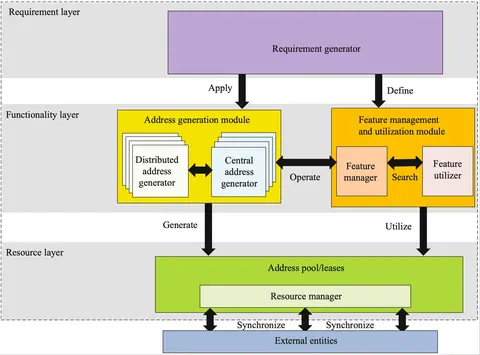 Requirement layer
Requirement generator
Apply
Define
Functionality layer
Address generation module
Feature management
and utilization module
Distributed
address
generator
Central
address
generator
Operate
Feature
manager
Search
Feature
utilizer
Generate
Utilize
Resource layer
Address pool/leases
Resource manager
Synchronize
Synchronize
External entities